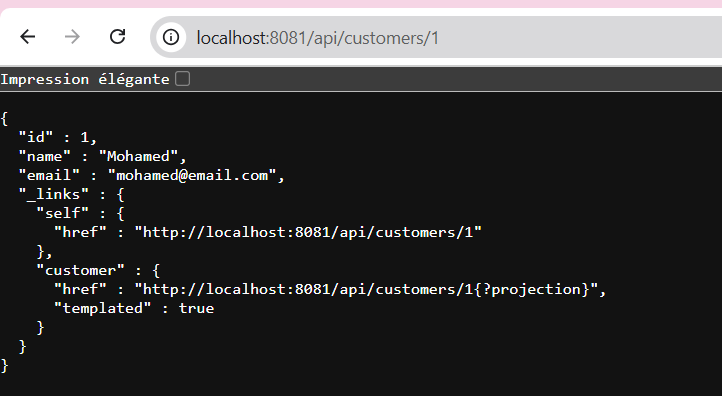 localhost:8081/api/customers/1
Impression élégante
{
  "id" : 1,
  "name" : "Mohamed",
  "email" : "mohamed@email.com",
  "_links" : {
    "self" : {
      "href" : "http://localhost:8081/api/customers/1"
    },
    "customer" : {
      "href" : "http://localhost:8081/api/customers/1{?projection}",
      "templated" : true
    }
  }
}